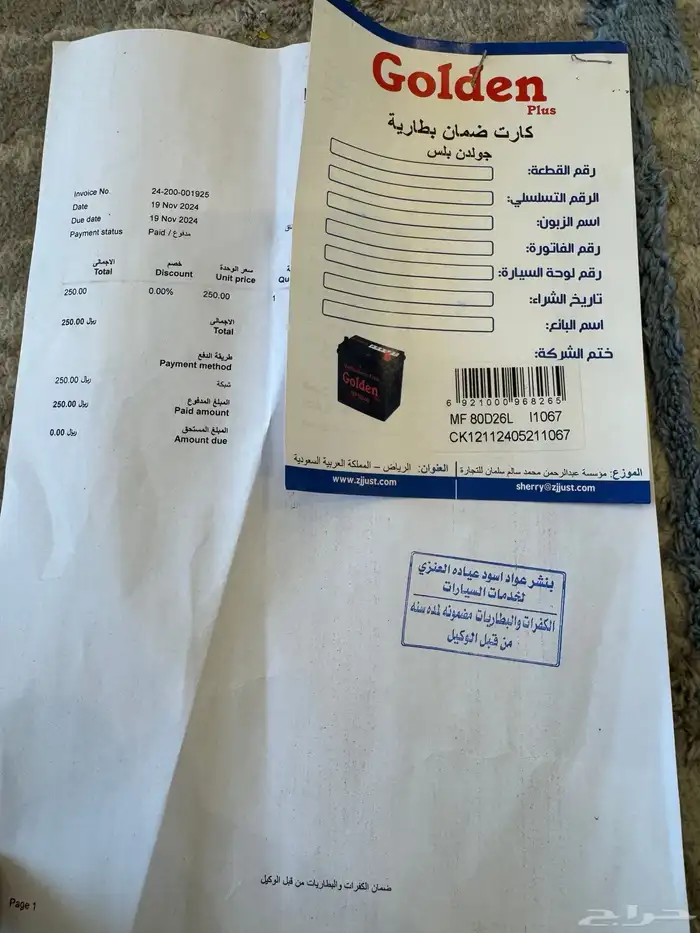 Golden
Plus
كارت ضمان بطارية
جولدن بلس
رقم القطعة:
الرقم التسلسلي:
اسم الزبون:
رقم الفاتورة:
رقم لوحة السيارة:
تاريخ الشراء:
اسم البائع:
ختم الشركة:
Golden
6 921000 968265
MF 80D26L I1067
CK12112405211067
الموزع: مؤسسة عبدالرحمن محمد سالم سلمان للتجارة
العنوان: الرياض – المملكة العربية السعودية
www.zjjust.com
sherry@zjjust.com
Invoice No 24-200-001925
Date 19 Nov 2024
Due date 19 Nov 2024
Payment status Paid / مدفوع
الاجمالى خصم سعر الوحدة
Total Discount Unit price Qu
250.00 0.00% 250.00 1
ريال 250.00 الاجمالى
Total
طريقة الدفع
Payment method
ريال 250.00 شبكة
ريال 250.00 المبلغ المدفوع
Paid amount
ريال 0.00 المبلغ المستحق
Amount due
بنشر عواد اسود عياده العنزي
لخدمات السيارات
الكفرات والبطاريات مضمونه لمده سنه
من قبل الوكيل
ضمان الكفرات والبطاريات من قبل الوكيل
Page 1
حراج